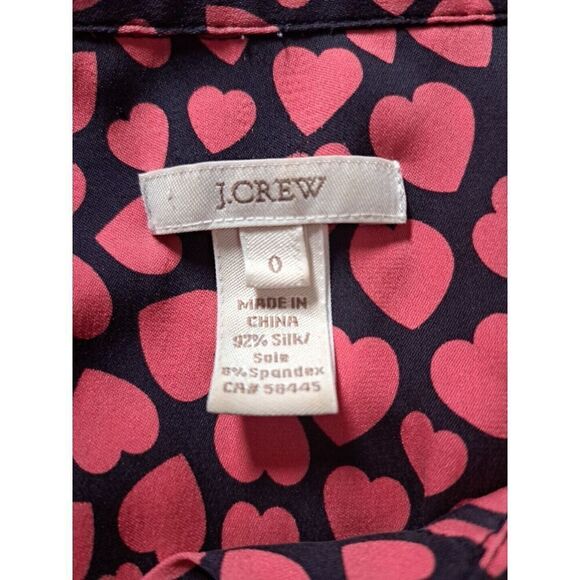 J.CREW
0
MADE IN
CHINA
92% Silk/
Soie
8% Spandex
CA# 58445